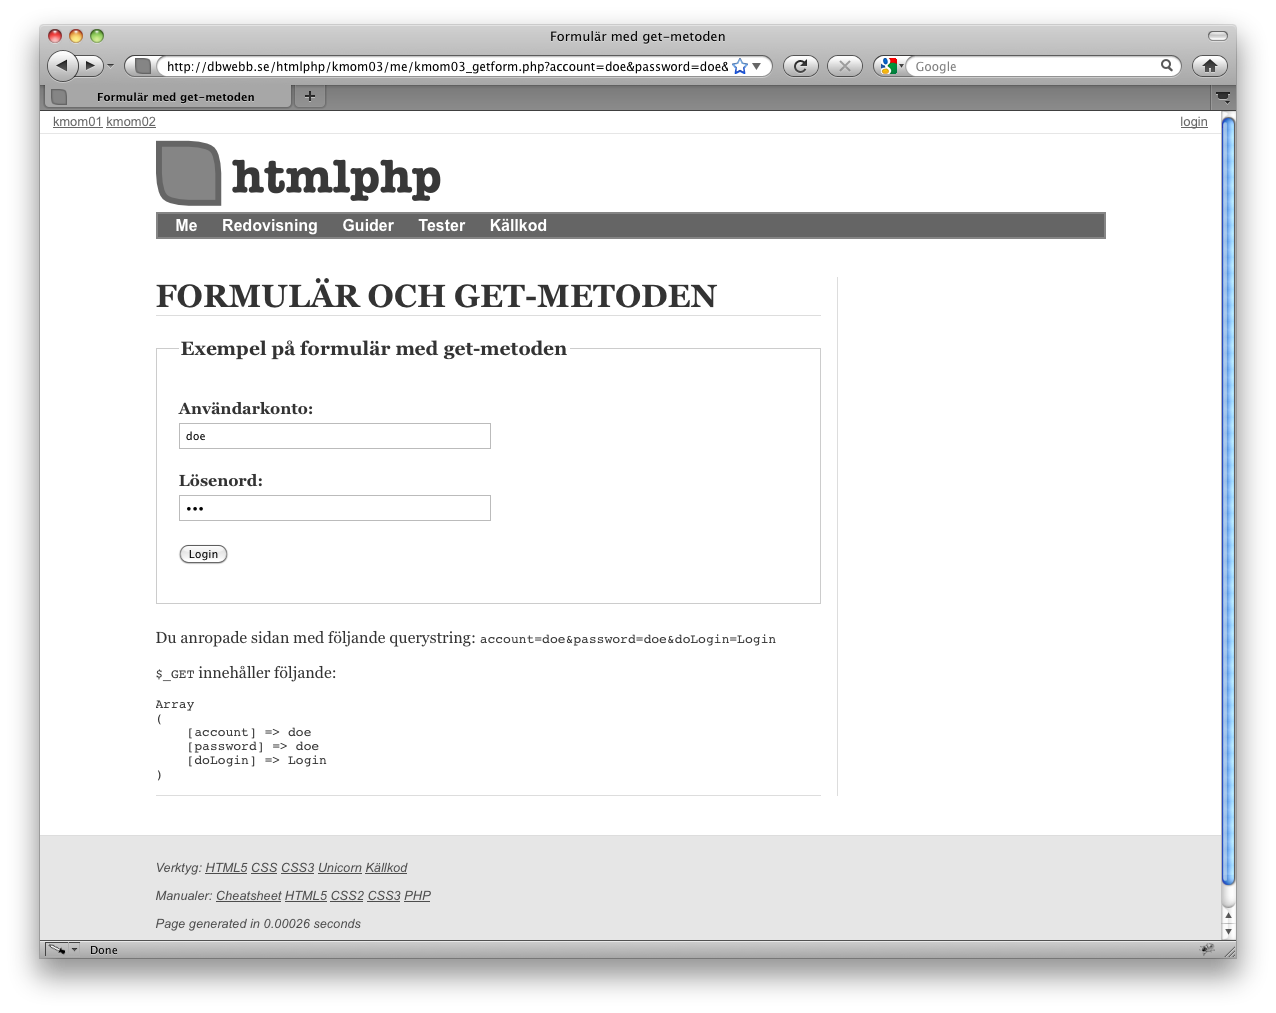 Formulär med get-metoden
http://dbwebb.se/htmlphp/kmom03/me/kmom03_getform.php?account=doe&password=doe&
Google
Formulär med get-metoden
+
kmom01 kmom02 login
htmlphp
Me Redovisning Guider Tester Källkod
FORMULÄR OCH GET-METODEN
Exempel på formulär med get-metoden
Användarkonto:
doe
Lösenord:
•••
Login
Du anropade sidan med följande querystring: account=doe&password=doe&doLogin=Login
$_GET innehåller följande:
Array
(
    [account] => doe
    [password] => doe
    [doLogin] => Login
)
Verktyg: HTML5 CSS CSS3 Unicorn Källkod
Manualer: Cheatsheet HTML5 CSS2 CSS3 PHP
Page generated in 0.00026 seconds
Done